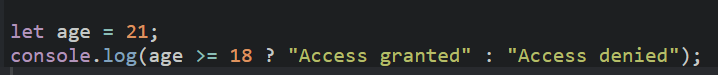 let age = 21;
console.log(age >= 18 ? "Access granted" : "Access denied");